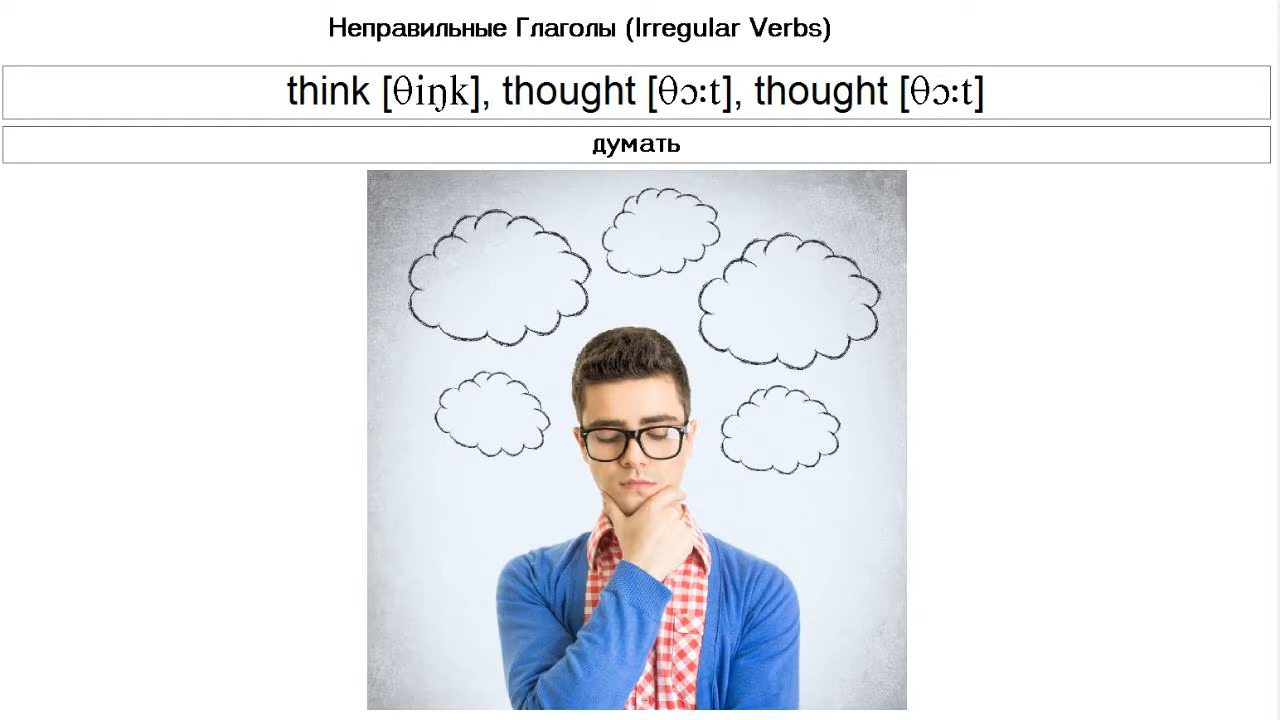 Неправильные Глаголы (Irregular Verbs)
think [θiŋk], thought [θɔ:t], thought [θɔ:t]
думать